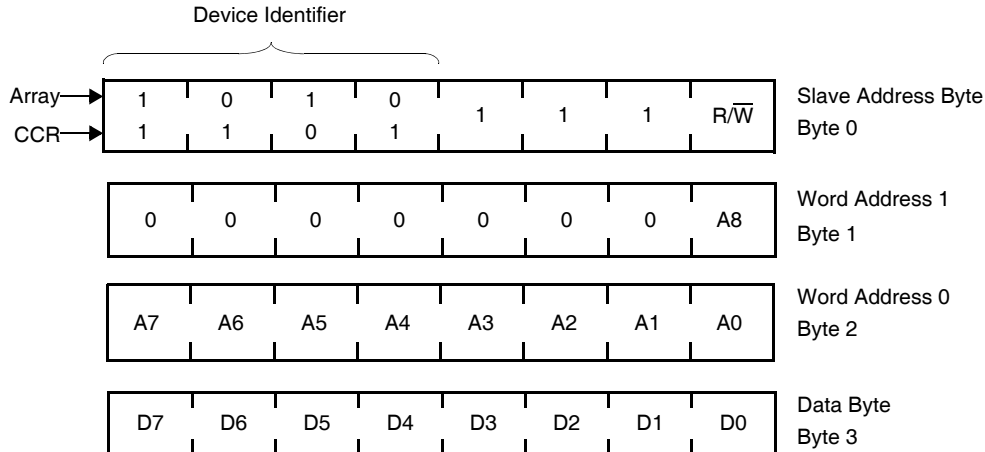 Device Identifier
Array 1 0 1 0 1 1 1 R/W̅ Slave Address Byte
CCR 1 1 0 1 Byte 0
0 0 0 0 0 0 0 A8 Word Address 1
Byte 1
A7 A6 A5 A4 A3 A2 A1 A0 Word Address 0
Byte 2
D7 D6 D5 D4 D3 D2 D1 D0 Data Byte
Byte 3